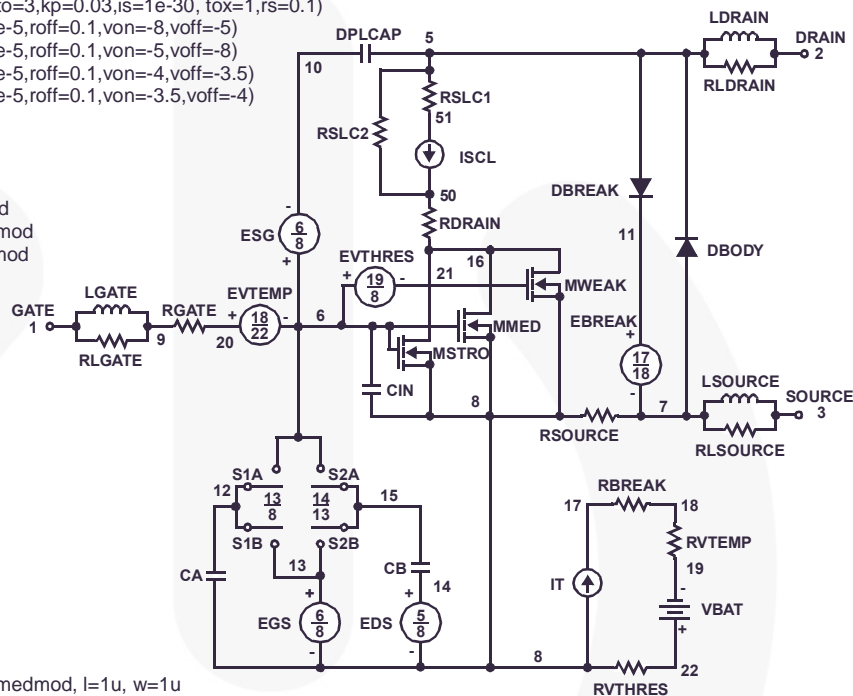 to=3,kp=0.03,is=1e-30, tox=1,rs=0.1)
e-5,roff=0.1,von=-8,voff=-5)
e-5,roff=0.1,von=-5,voff=-8)
e-5,roff=0.1,von=-4,voff=-3.5)
e-5,roff=0.1,von=-3.5,voff=-4)
d
mod
mod
LDRAIN
DPLCAP
5
DRAIN
2
10
RLDRAIN
RSLC1
51
RSLC2
ISCL
50
DBREAK
RDRAIN
ESG
6
8
-
+
11
DBODY
EVTHRES
16
21
+
19
8
-
MWEAK
LGATE
EVTEMP
GATE
1
RGATE
+
18
22
-
6
EBREAK
+
MMED
9
20
MSTRO
17
18
-
RLGATE
LSOURCE
CIN
8
7
SOURCE
3
RSOURCE
RLSOURCE
S1A
S2A
12
13
8
14
13
15
RBREAK
17
18
S1B
S2B
RVTEMP
13
CB
19
CA
14
IT
-
VBAT
+
+
EGS
6
8
-
+
EDS
5
8
-
8
22
RVTHRES
medmod, l=1u, w=1u